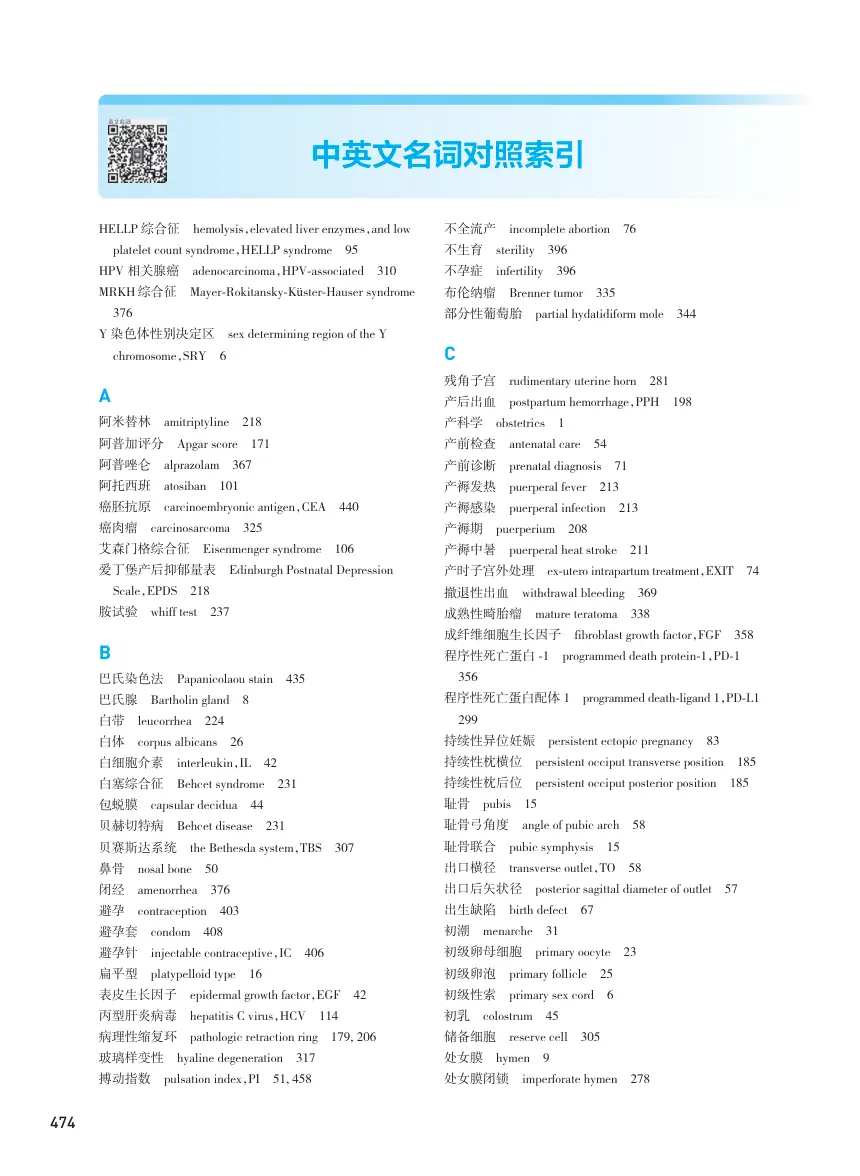 英文名词
中英文名词对照索引
HELLP 综合征 hemolysis,elevated liver enzymes,and low
platelet count syndrome,HELLP syndrome 95
HPV 相关腺癌 adenocarcinoma,HPV-associated 310
MRKH 综合征 Mayer-Rokitansky-Küster-Hauser syndrome
376
Y 染色体性别决定区 sex determining region of the Y
chromosome,SRY 6
A
阿米替林 amitriptyline 218
阿普加评分 Apgar score 171
阿普唑仑 alprazolam 367
阿托西班 atosiban 101
癌胚抗原 carcinoembryonic antigen,CEA 440
癌肉瘤 carcinosarcoma 325
艾森门格综合征 Eisenmenger syndrome 106
爱丁堡产后抑郁量表 Edinburgh Postnatal Depression
Scale,EPDS 218
胺试验 whiff test 237
B
巴氏染色法 Papanicolaou stain 435
巴氏腺 Bartholin gland 8
白带 leucorrhea 224
白体 corpus albicans 26
白细胞介素 interleukin,IL 42
白塞综合征 Behcet syndrome 231
包蜕膜 capsular decidua 44
贝赫切特病 Behcet disease 231
贝赛斯达系统 the Bethesda system,TBS 307
鼻骨 nosal bone 50
闭经 amenorrhea 376
避孕 contraception 403
避孕套 condom 408
避孕针 injectable contraceptive,IC 406
扁平型 platypelloid type 16
表皮生长因子 epidermal growth factor,EGF 42
丙型肝炎病毒 hepatitis C virus,HCV 114
病理性缩复环 pathologic retraction ring 179, 206
玻璃样变性 hyaline degeneration 317
搏动指数 pulsation index,PI 51, 458
不全流产 incomplete abortion 76
不生育 sterility 396
不孕症 infertility 396
布伦纳瘤 Brenner tumor 335
部分性葡萄胎 partial hydatidiform mole 344
C
残角子宫 rudimentary uterine horn 281
产后出血 postpartum hemorrhage,PPH 198
产科学 obstetrics 1
产前检查 antenatal care 54
产前诊断 prenatal diagnosis 71
产褥发热 puerperal fever 213
产褥感染 puerperal infection 213
产褥期 puerperium 208
产褥中暑 puerperal heat stroke 211
产时子宫外处理 ex-utero intrapartum treatment,EXIT 74
撤退性出血 withdrawal bleeding 369
成熟性畸胎瘤 mature teratoma 338
成纤维细胞生长因子 fibroblast growth factor,FGF 358
程序性死亡蛋白 -1 programmed death protein-1,PD-1
356
程序性死亡蛋白配体 1 programmed death-ligand 1,PD-L1
299
持续性异位妊娠 persistent ectopic pregnancy 83
持续性枕横位 persistent occiput transverse position 185
持续性枕后位 persistent occiput posterior position 185
耻骨 pubis 15
耻骨弓角度 angle of pubic arch 58
耻骨联合 pubic symphysis 15
出口横径 transverse outlet,TO 58
出口后矢状径 posterior sagittal diameter of outlet 57
出生缺陷 birth defect 67
初潮 menarche 31
初级卵母细胞 primary oocyte 23
初级卵泡 primary follicle 25
初级性索 primary sex cord 6
初乳 colostrum 45
储备细胞 reserve cell 305
处女膜 hymen 9
处女膜闭锁 imperforate hymen 278
474